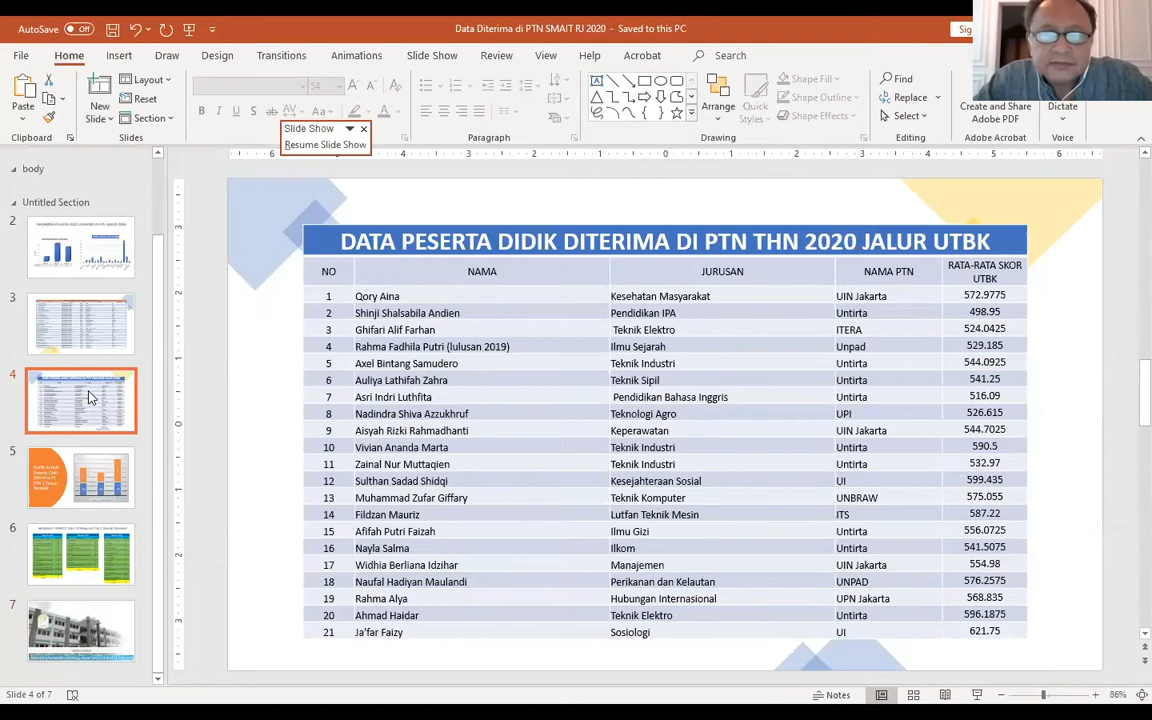 AutoSave Off
Data Diterima di PTN SMAIT RJ 2020 - Saved to this PC
Sig
File Home Insert Draw Design Transitions Animations Slide Show Review View Help Acrobat Search
Paste
New Slide
Layout
Reset
Section
54
B I U S ab AV Aa A
Arrange
Quick Styles
Shape Fill
Shape Outline
Shape Effects
Find
Replace
Select
Create and Share Adobe PDF
Dictate
Clipboard Slides Paragraph Drawing Editing Adobe Acrobat Voice
Slide Show
Resume Slide Show
body
Untitled Section
2
3
4
5
6
7
DATA PESERTA DIDIK DITERIMA DI PTN THN 2020 JALUR UTBK
NO NAMA JURUSAN NAMA PTN RATA-RATA SKOR UTBK
1 Qory Aina Kesehatan Masyarakat UIN Jakarta 572.9775
2 Shinji Shalsabila Andien Pendidikan IPA Untirta 498.95
3 Ghifari Alif Farhan Teknik Elektro ITERA 524.0425
4 Rahma Fadhila Putri (lulusan 2019) Ilmu Sejarah Unpad 529.185
5 Axel Bintang Samudero Teknik Industri Untirta 544.0925
6 Auliya Lathifah Zahra Teknik Sipil Untirta 541.25
7 Asri Indri Luthfita Pendidikan Bahasa Inggris Untirta 516.09
8 Nadindra Shiva Azzukhruf Teknologi Agro UPI 526.615
9 Aisyah Rizki Rahmadhanti Keperawatan UIN Jakarta 544.7025
10 Vivian Ananda Marta Teknik Industri Untirta 590.5
11 Zainal Nur Muttaqien Teknik Industri Untirta 532.97
12 Sulthan Sadad Shidqi Kesejahteraan Sosial UI 599.435
13 Muhammad Zufar Giffary Teknik Komputer UNBRAW 575.055
14 Fildzan Mauriz Lutfan Teknik Mesin ITS 587.22
15 Afifah Putri Faizah Ilmu Gizi Untirta 556.0725
16 Nayla Salma Ilkom Untirta 541.5075
17 Widhia Berliana Idzihar Manajemen UIN Jakarta 554.98
18 Naufal Hadiyan Maulandi Perikanan dan Kelautan UNPAD 576.2575
19 Rahma Alya Hubungan Internasional UPN Jakarta 568.835
20 Ahmad Haidar Teknik Elektro Untirta 596.1875
21 Ja'far Faizy Sosiologi UI 621.75
Slide 4 of 7
Notes
86%